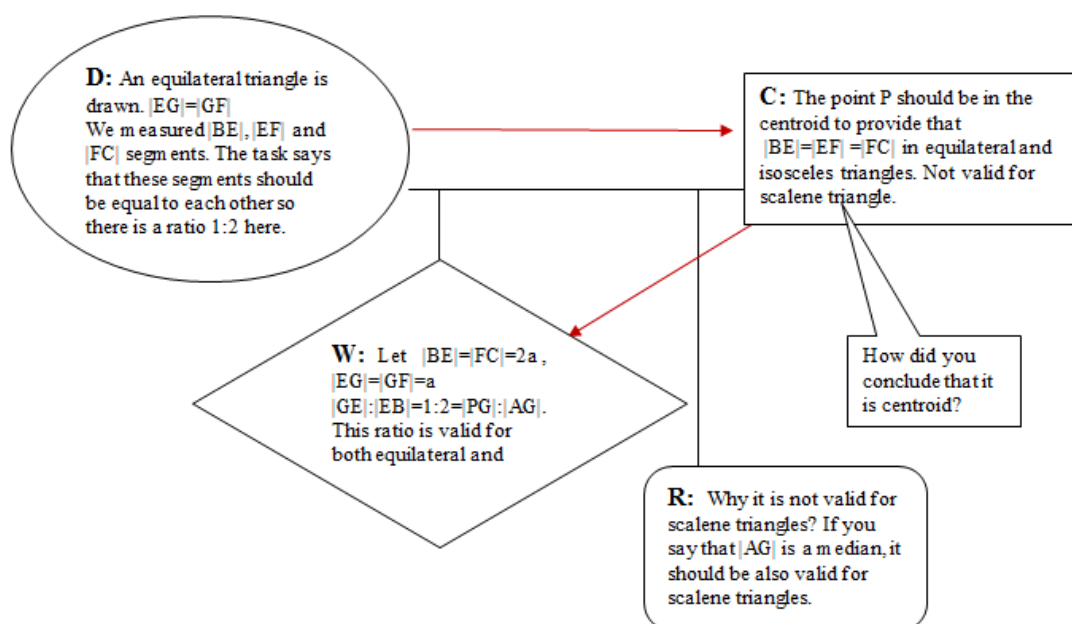 D: An equilateral triangle is
drawn. |EG|=|GF|
We measured |BE|, |EF| and
|FC| segments. The task says
that these segments should
be equal to each other so
there is a ratio 1:2 here.
C: The point P should be in the
centroid to provide that
|BE|=|EF| =|FC| in equilateral and
isosceles triangles. Not valid for
scalene triangle.
W: Let |BE|=|FC|=2a ,
|EG|=|GF|=a
|GE|:|EB|=1:2=|PG|:|AG|.
This ratio is valid for
both equilateral and
How did you
conclude that it
is centroid?
R: Why it is not valid for
scalene triangles? If you
say that |AG| is a median, it
should be also valid for
scalene triangles.